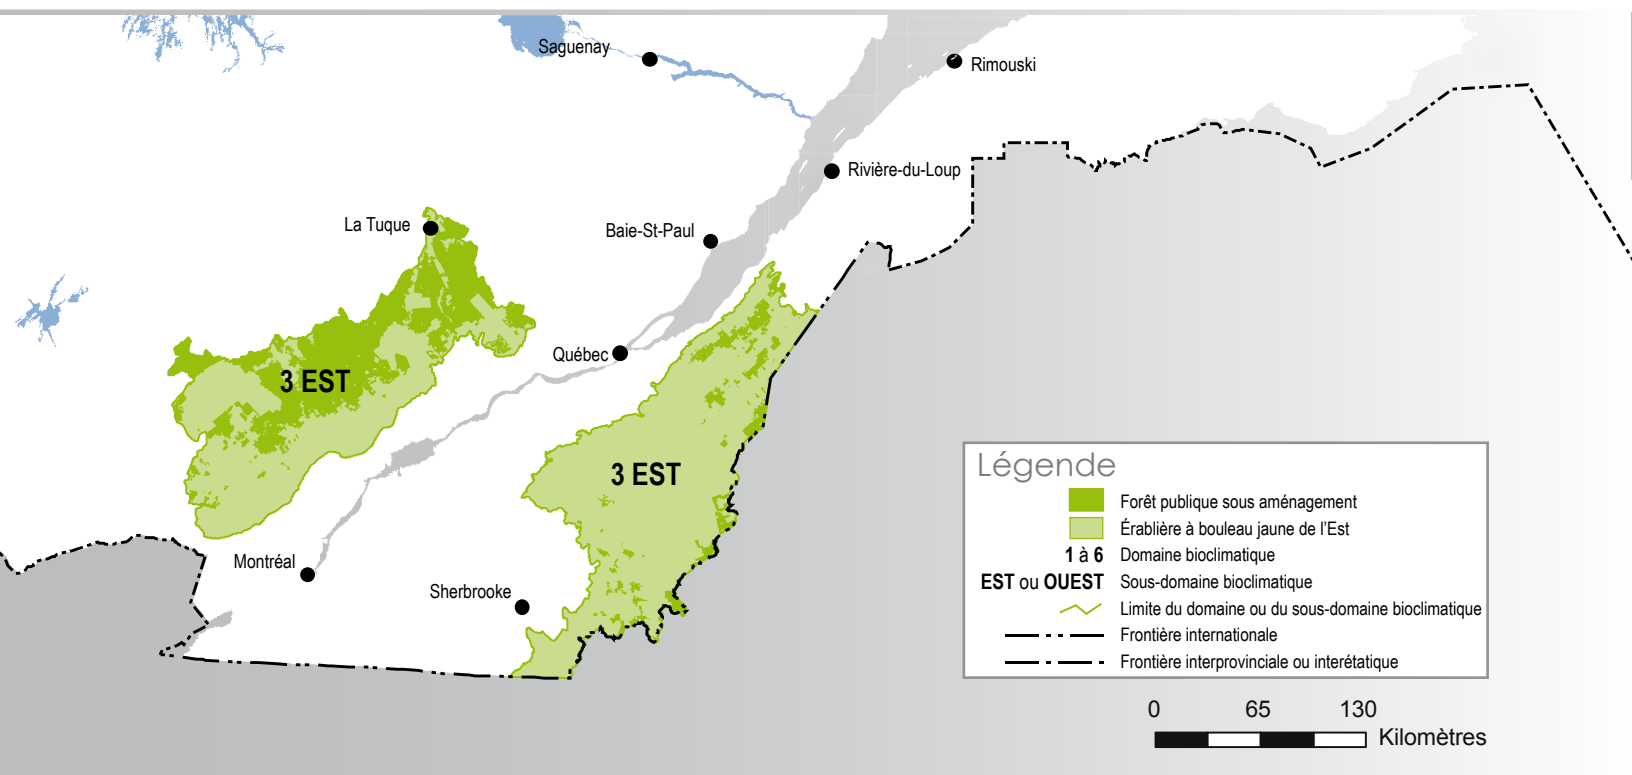 Saguenay
Rimouski
Rivière-du-Loup
La Tuque
Baie-St-Paul
Québec
3 EST
3 EST
Montréal
Sherbrooke
Légende
Forêt publique sous aménagement
Érablière à bouleau jaune de l'Est
1 à 6 Domaine bioclimatique
EST ou OUEST Sous-domaine bioclimatique
Limite du domaine ou du sous-domaine bioclimatique
Frontière internationale
Frontière interprovinciale ou interétatique
0 65 130
Kilomètres